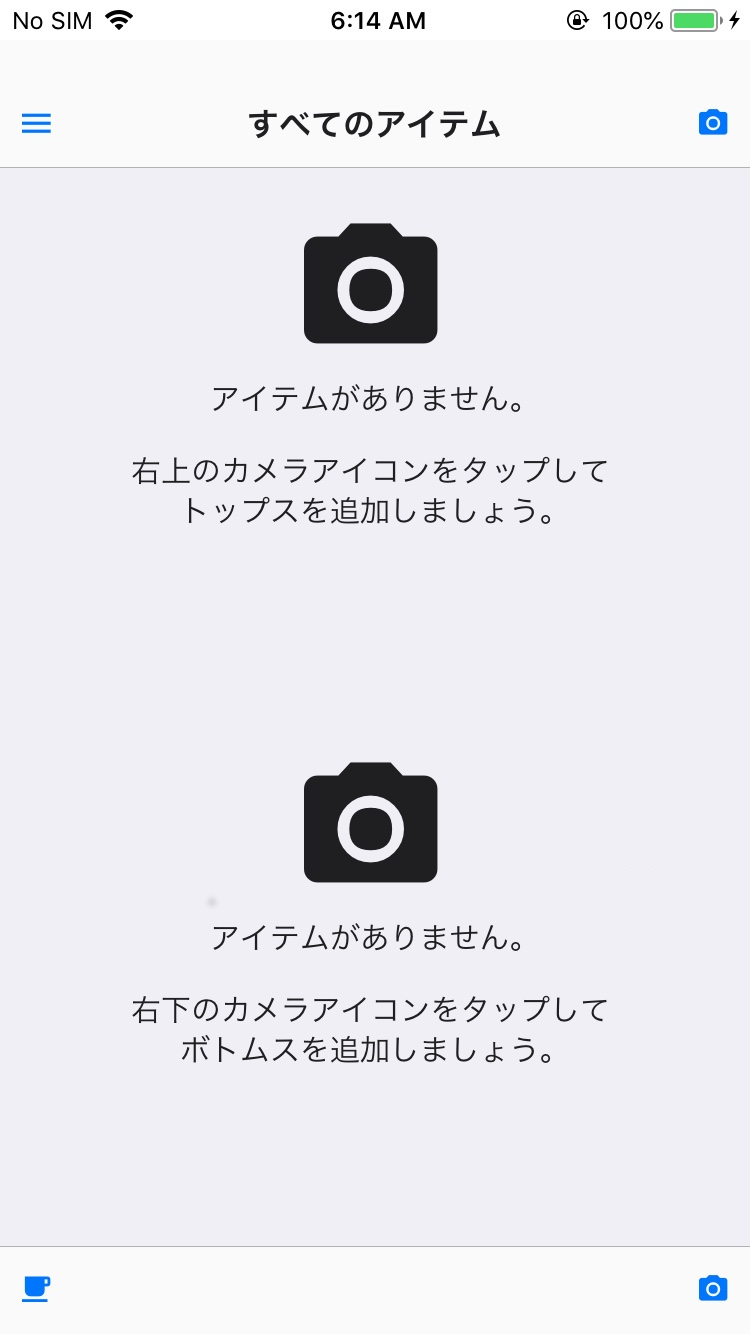 No SIM 6:14 AM 100%
すべてのアイテム
アイテムがありません。
右上のカメラアイコンをタップして
トップスを追加しましょう。
アイテムがありません。
右下のカメラアイコンをタップして
ボトムスを追加しましょう。